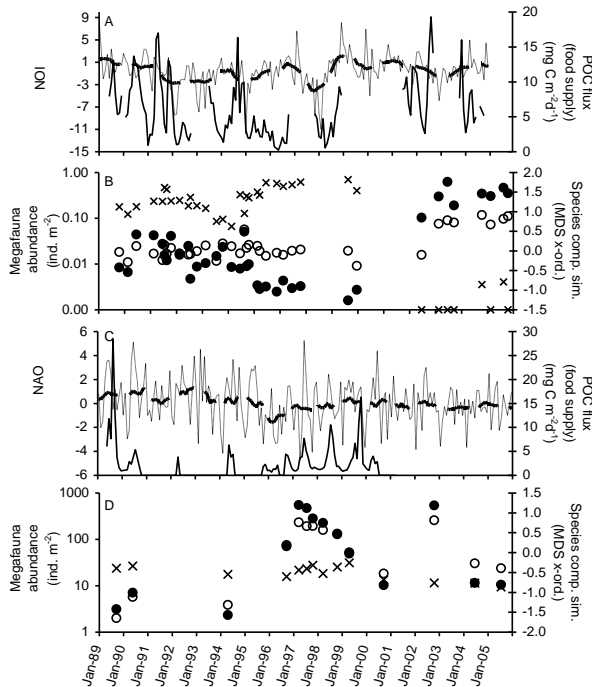 A
NOI
9
5
1
-3
-7
-11
-15
20
15
10
5
0
POC flux
(food supply)
(mg C m⁻²d⁻¹)
B
Megafauna
abundance
(ind. m⁻²)
1.00
0.10
0.01
0.00
2.0
1.5
1.0
0.5
0.0
-0.5
-1.0
-1.5
Species comp. sim.
(MDS x-ord.)
C
NAO
6
4
2
0
-2
-4
-6
30
25
20
15
10
5
0
POC flux
(food supply)
(mg C m⁻²d⁻¹)
D
Megafauna
abundance
(ind. m⁻²)
1000
100
10
1
1.5
1.0
0.5
0.0
-0.5
-1.0
-1.5
-2.0
Species comp. sim.
(MDS x-ord.)
Jan-89
Jan-90
Jan-91
Jan-92
Jan-93
Jan-94
Jan-95
Jan-96
Jan-97
Jan-98
Jan-99
Jan-00
Jan-01
Jan-02
Jan-03
Jan-04
Jan-05